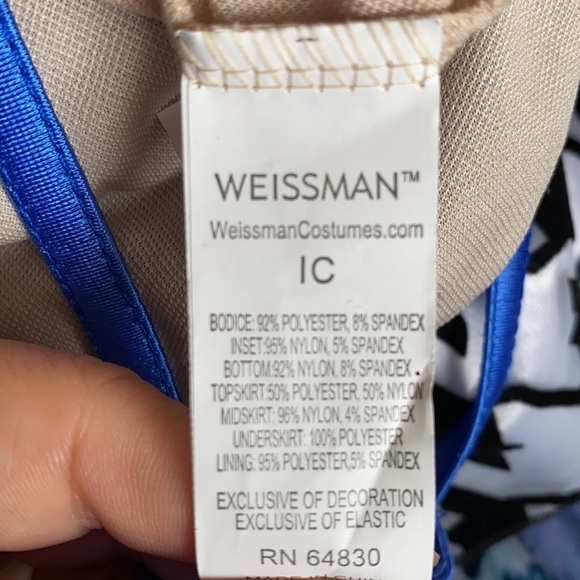 WEISSMAN™
WeissmanCostumes.com
IC
BODICE: 92% POLYESTER, 8% SPANDEX
INSET:95% NYLON, 5% SPANDEX
BOTTOM:92% NYLON, 8% SPANDEX
TOPSKIRT:50% POLYESTER, 50% NYLON
MIDSKIRT: 96% NYLON, 4% SPANDEX
UNDERSKIRT: 100% POLYESTER
LINING: 95% POLYESTER,5% SPANDEX
EXCLUSIVE OF DECORATION
EXCLUSIVE OF ELASTIC
RN 64830
MADE IN